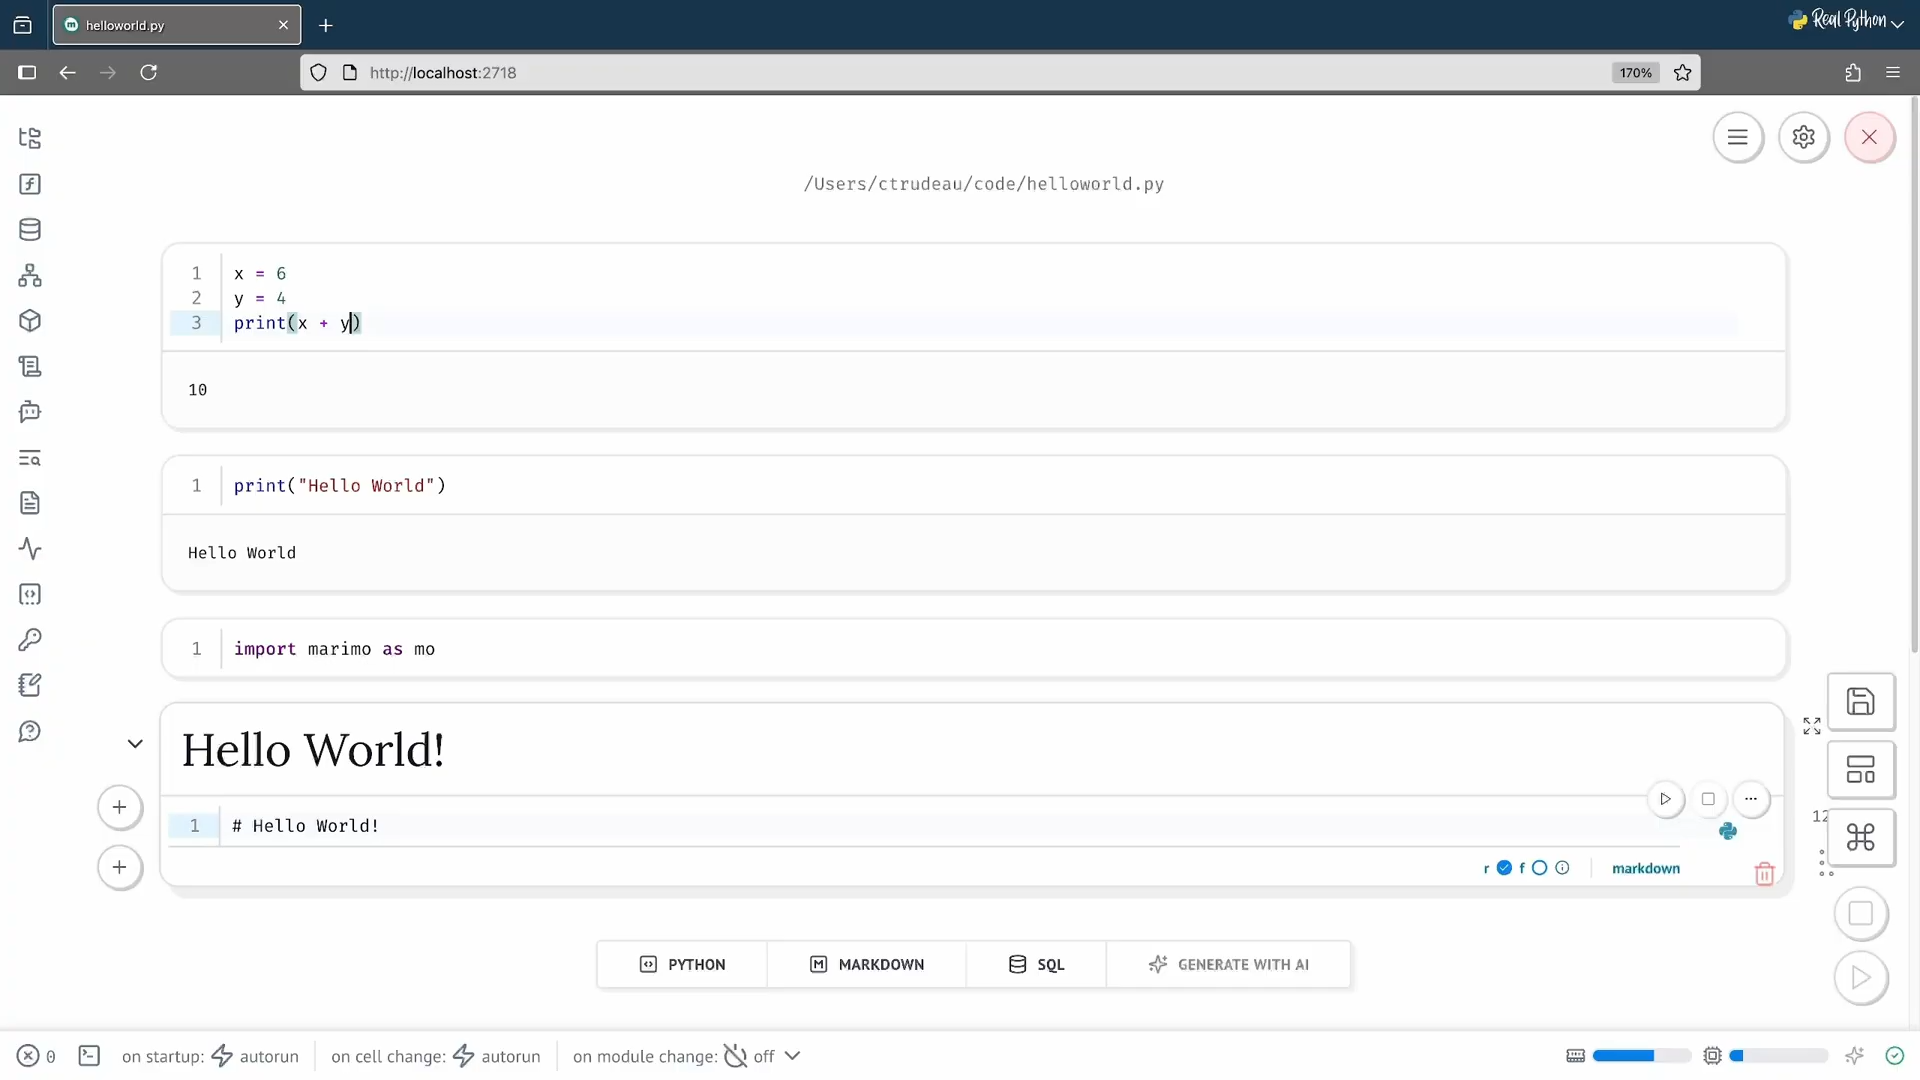 helloworld.py
Real Python
http://localhost:2718
170%
/Users/ctrudeau/code/helloworld.py
1 x = 6
2 y = 4
3 print(x + y)
10
1 print("Hello World")
Hello World
1 import marimo as mo
Hello World!
1 # Hello World!
12
r f markdown
PYTHON MARKDOWN SQL GENERATE WITH AI
0 on startup: autorun on cell change: autorun on module change: off